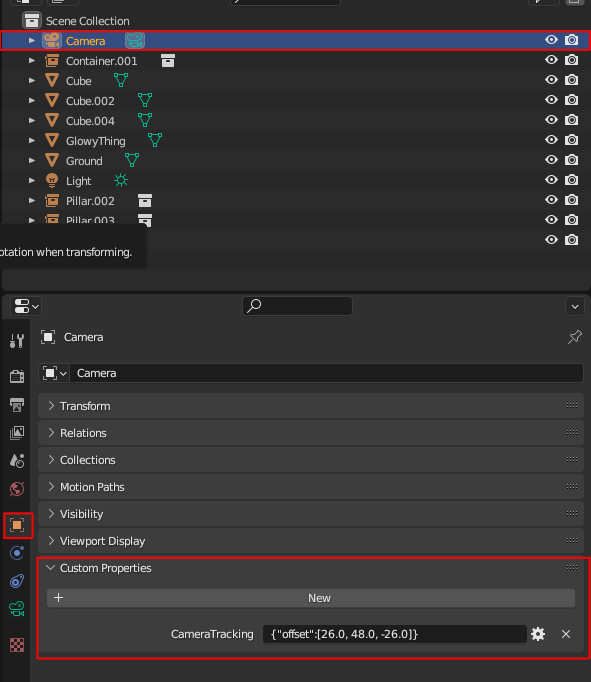 Scene Collection
Camera
Container.001
Cube
Cube.002
Cube.004
GlowyThing
Ground
Light
Pillar.002
Pillar.003
otation when transforming.
Camera
Camera
Transform
Relations
Collections
Motion Paths
Visibility
Viewport Display
Custom Properties
+ New
CameraTracking {"offset":[26.0, 48.0, -26.0]}